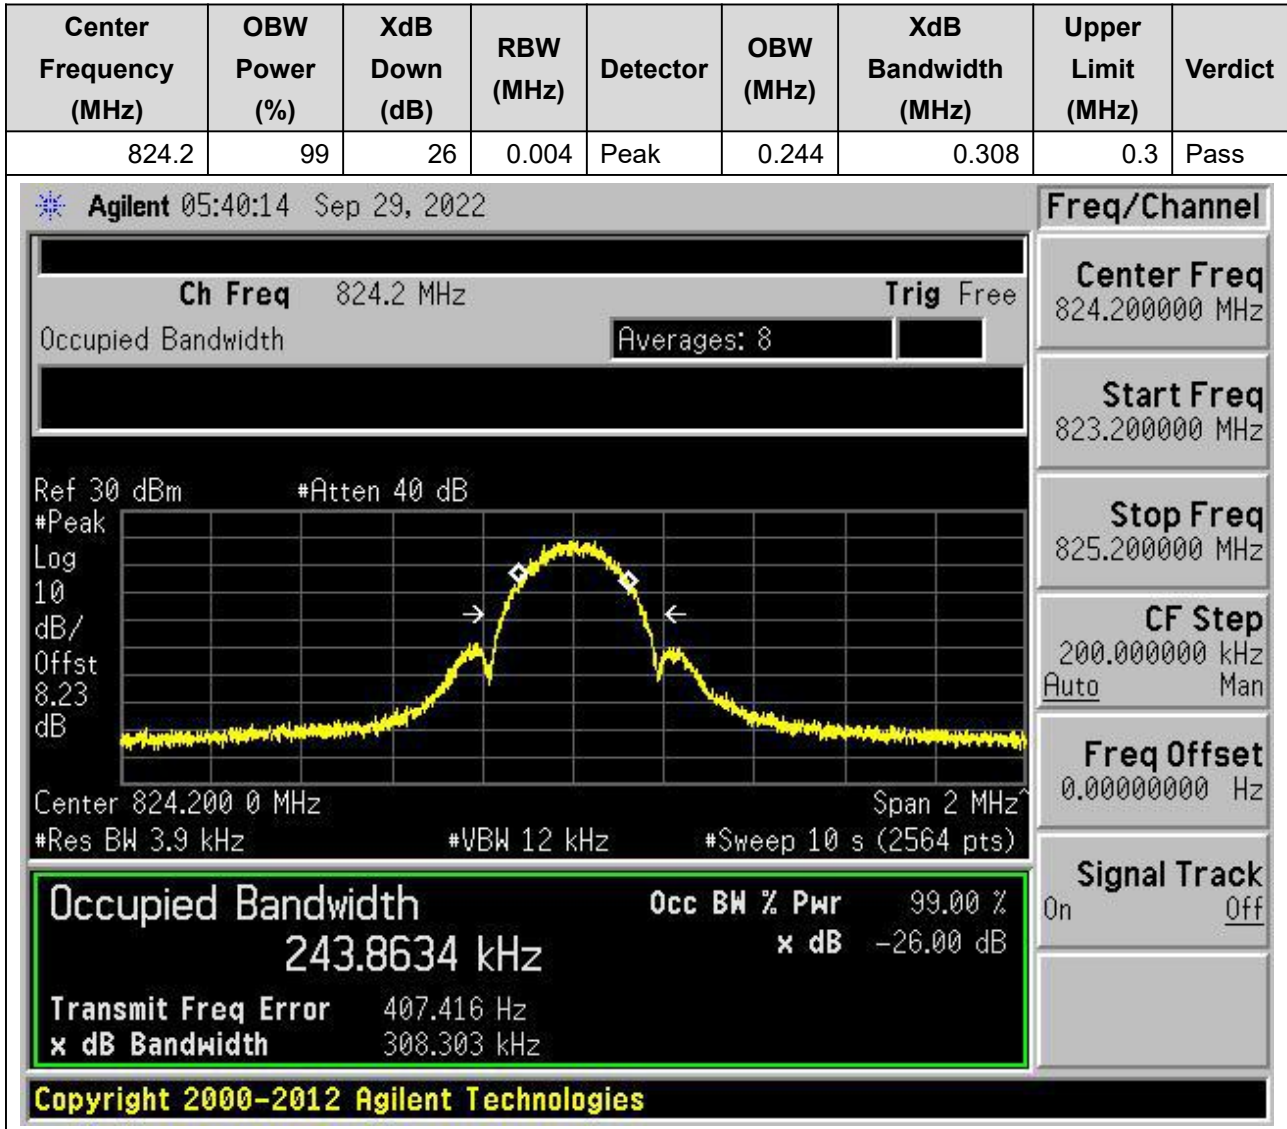 Center Frequency (MHz) OBW Power (%) XdB Down (dB) RBW (MHz) Detector OBW (MHz) XdB Bandwidth (MHz) Upper Limit (MHz) Verdict
824.2 99 26 0.004 Peak 0.244 0.308 0.3 Pass
Agilent 05:40:14 Sep 29, 2022
Ch Freq 824.2 MHz Trig Free
Occupied Bandwidth Averages: 8
Ref 30 dBm #Atten 40 dB
#Peak
Log
10
dB/
Offst
8.23
dB
Center 824.200 0 MHz Span 2 MHz^
#Res BW 3.9 kHz #VBW 12 kHz #Sweep 10 s (2564 pts)
Occupied Bandwidth Occ BW % Pwr 99.00 %
243.8634 kHz x dB -26.00 dB
Transmit Freq Error 407.416 Hz
x dB Bandwidth 308.303 kHz
Copyright 2000-2012 Agilent Technologies
Freq/Channel
Center Freq
824.200000 MHz
Start Freq
823.200000 MHz
Stop Freq
825.200000 MHz
CF Step
200.000000 kHz
Auto Man
Freq Offset
0.00000000 Hz
Signal Track
On Off